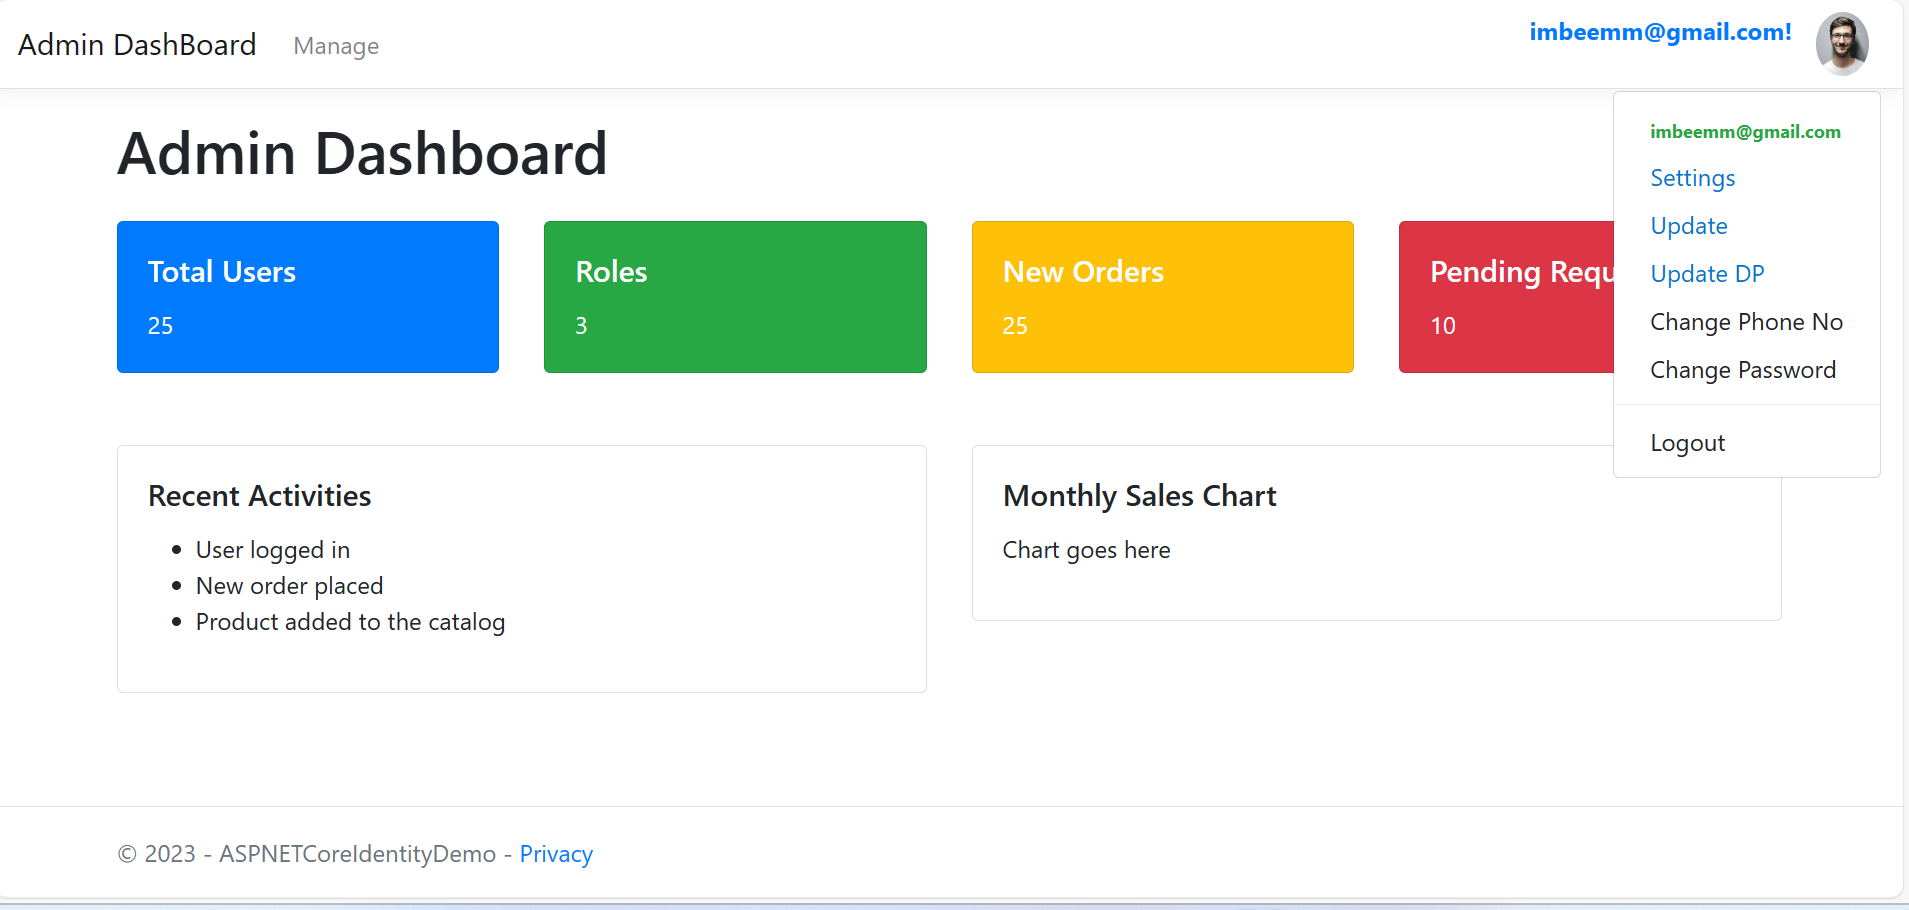 Admin DashBoard Manage imbeemm@gmail.com!
imbeemm@gmail.com
Settings
Update
Update DP
Change Phone No
Change Password
Logout
Admin Dashboard
Total Users
25
Roles
3
New Orders
25
Pending Requ
10
Recent Activities
• User logged in
• New order placed
• Product added to the catalog
Monthly Sales Chart
Chart goes here
© 2023 - ASPNETCoreIdentityDemo - Privacy